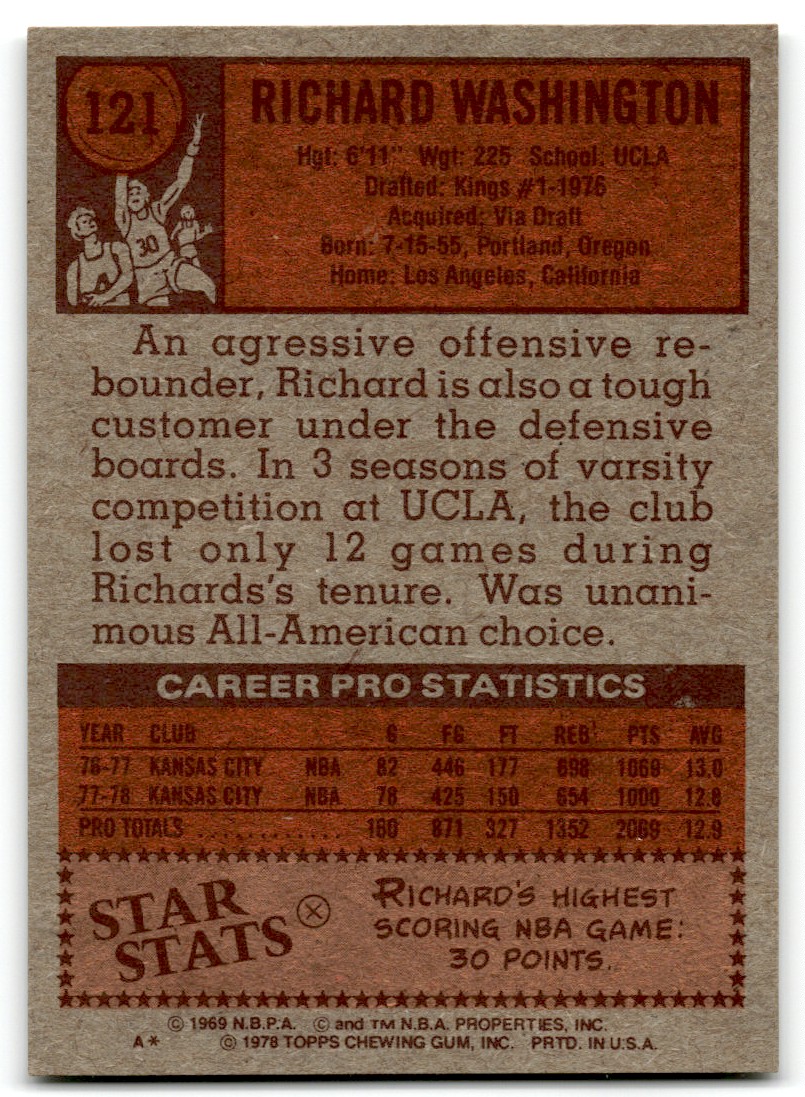 121
RICHARD WASHINGTON
Hgt: 6'11" Wgt: 225 School: UCLA
Drafted: Kings #1-1976
Acquired: Via Draft
Born: 7-15-55, Portland, Oregon
Home: Los Angeles, California
30
An agressive offensive re-
bounder, Richard is also a tough
customer under the defensive
boards. In 3 seasons of varsity
competition at UCLA, the club
lost only 12 games during
Richards's tenure. Was unani-
mous All-American choice.
CAREER PRO STATISTICS
YEAR CLUB G FG FT REB PTS AVG
76-77 KANSAS CITY NBA 82 446 177 698 1069 13.0
77-78 KANSAS CITY NBA 78 425 150 654 1000 12.8
PRO TOTALS ............. 160 871 327 1352 2069 12.9
STAR
STATS
RICHARD'S HIGHEST
SCORING NBA GAME:
30 POINTS.
© 1969 N.B.P.A. © and TM N.B.A. PROPERTIES, INC.
A* © 1978 TOPPS CHEWING GUM, INC. PRTD. IN U.S.A.